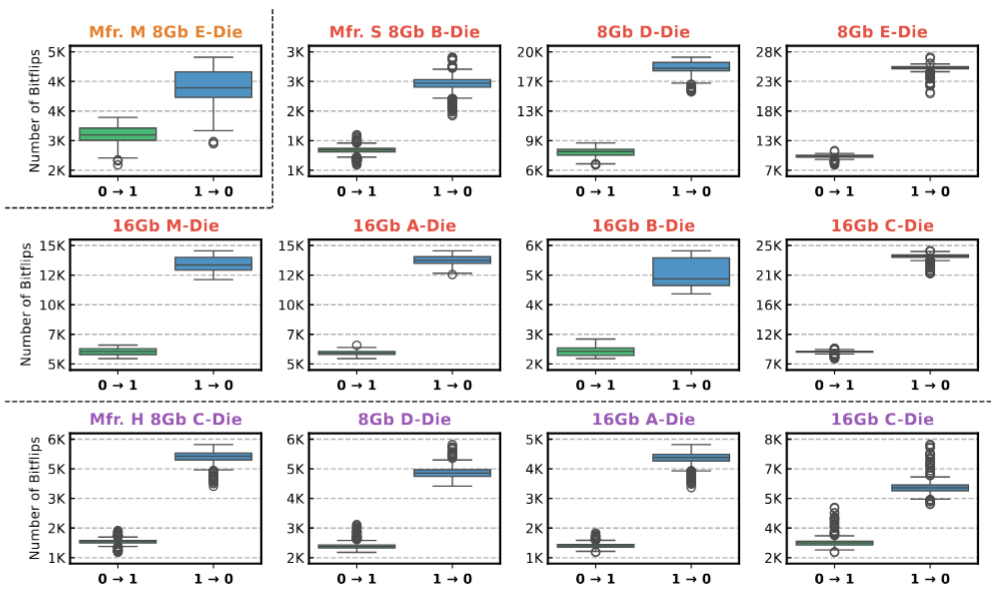 Mfr. M 8Gb E-Die
Number of Bitflips
5K
4K
4K
3K
2K
0 → 1
1 → 0
Mfr. S 8Gb B-Die
3K
3K
2K
1K
1K
0 → 1
1 → 0
8Gb D-Die
20K
17K
13K
9K
6K
0 → 1
1 → 0
8Gb E-Die
28K
23K
18K
13K
7K
0 → 1
1 → 0
16Gb M-Die
Number of Bitflips
15K
12K
10K
7K
5K
0 → 1
1 → 0
16Gb A-Die
15K
12K
10K
7K
5K
0 → 1
1 → 0
16Gb B-Die
6K
5K
4K
3K
2K
0 → 1
1 → 0
16Gb C-Die
25K
21K
16K
12K
7K
0 → 1
1 → 0
Mfr. H 8Gb C-Die
Number of Bitflips
6K
5K
3K
2K
1K
0 → 1
1 → 0
8Gb D-Die
6K
5K
4K
3K
2K
0 → 1
1 → 0
16Gb A-Die
5K
4K
3K
2K
1K
0 → 1
1 → 0
16Gb C-Die
8K
7K
5K
4K
2K
0 → 1
1 → 0